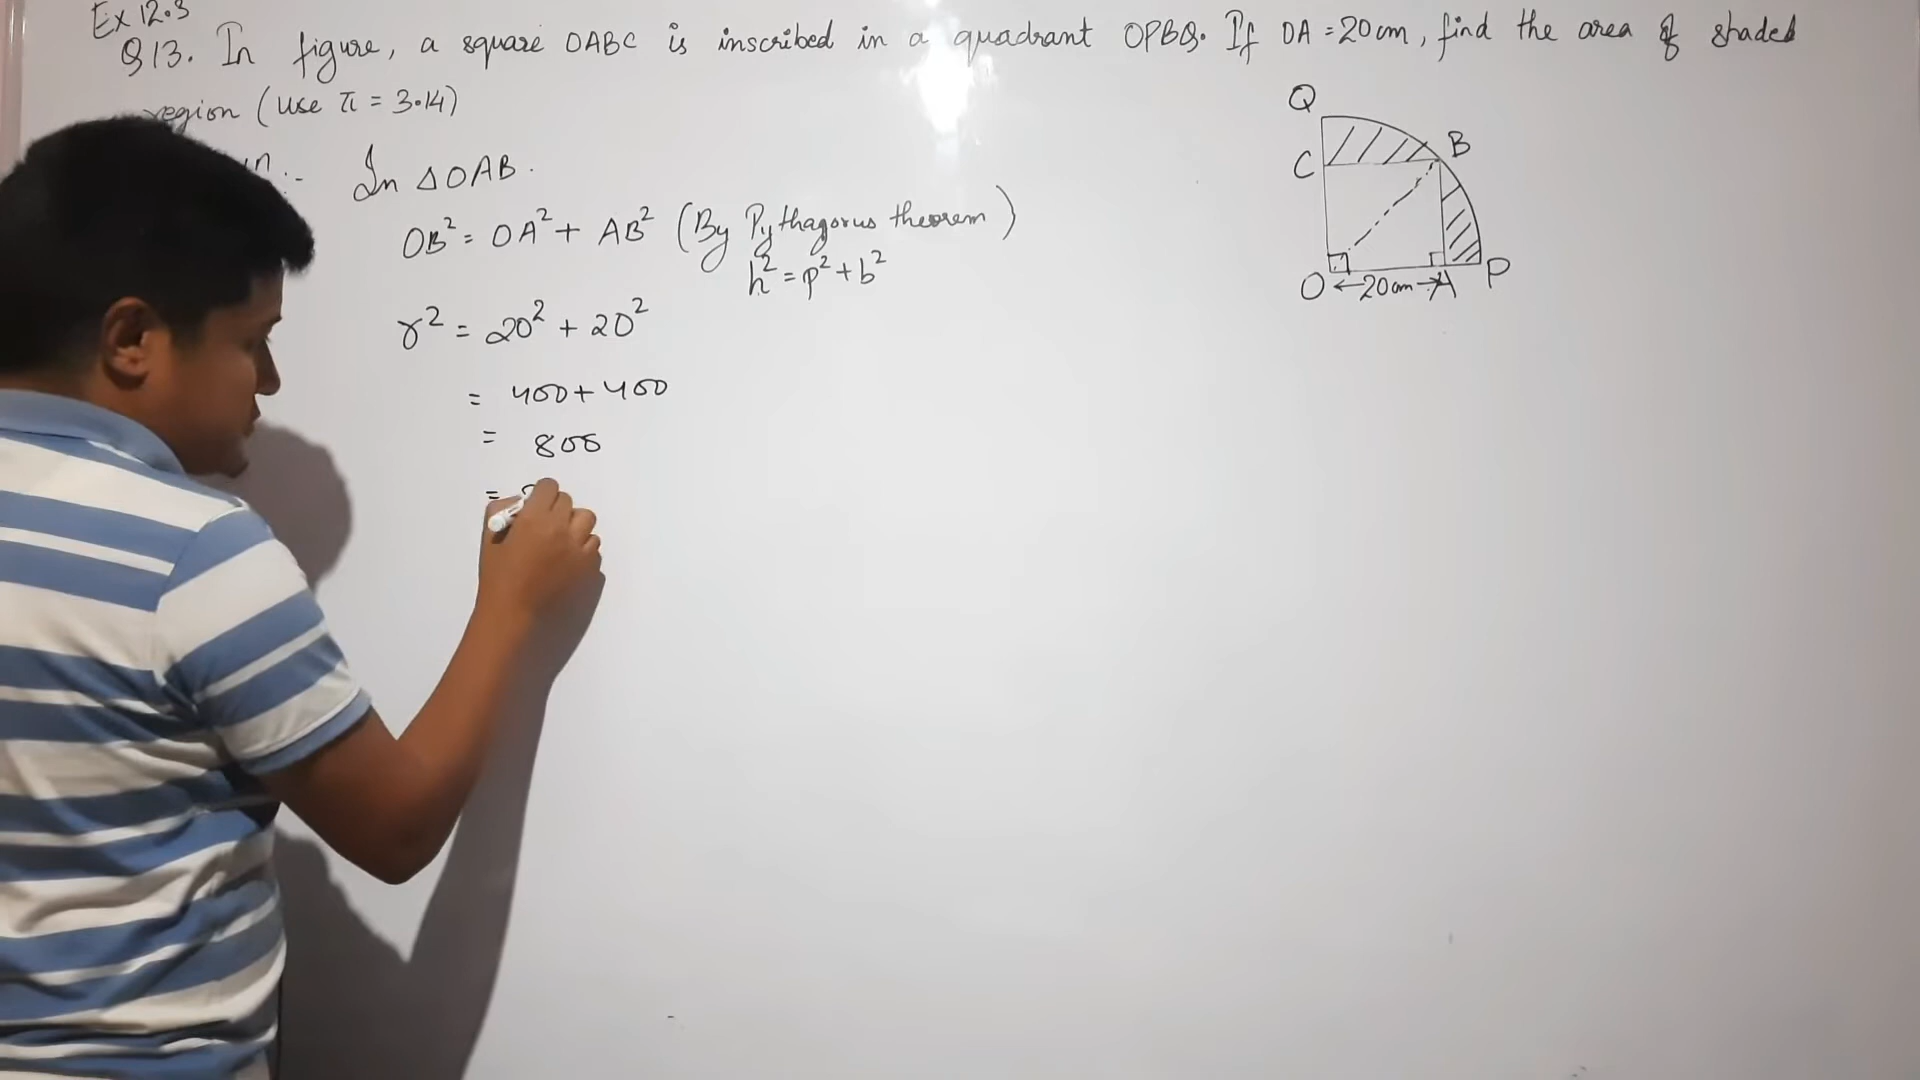 Ex 12.3
Q13. In figure, a square OABC is inscribed in a quadrant OPBQ. If OA = 20 cm, find the area of shaded
region (use π = 3.14)
In △OAB.
OB² = OA² + AB² (By Pythagorus theorem)
h² = p² + b²
r² = 20² + 20²
= 400 + 400
= 800
=
Q
B
C
O ←20cm→ A P